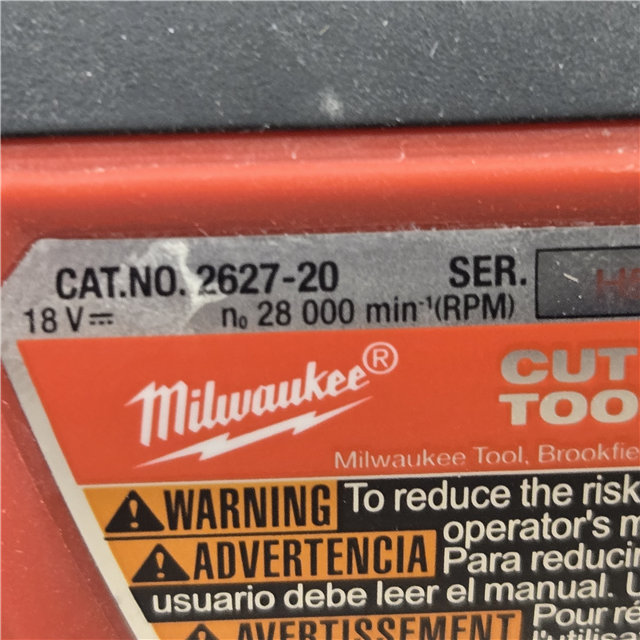 CAT.NO. 2627-20 SER.
18 V⎓ n₀ 28 000 min⁻¹(RPM)
Milwaukee®
CUT
TOO
Milwaukee Tool, Brookfie
⚠WARNING To reduce the risk
operator's m
⚠ADVERTENCIA Para reducir
usuario debe leer el manual. U
⚠AVERTISSEMENT Pour ré